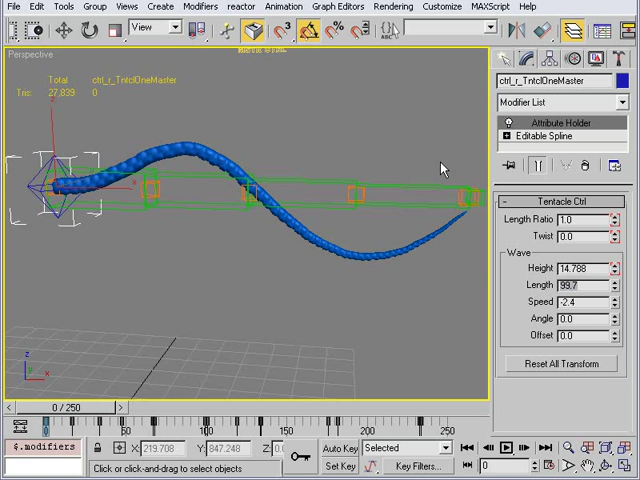 File Edit Tools Group Views Create Modifiers reactor Animation Graph Editors Rendering Customize MAXScript Help
View
3
%
ABC
Perspective
Total ctrl_r_TntclOneMaster
Tris: 27,839 0
x
z
x
ctrl_r_TntclOneMaster
Modifier List
Attribute Holder
Editable Spline
Tentacle Ctrl
Length Ratio 1.0
Twist 0.0
Wave
Height 14.788
Length 99.7
Speed -2.4
Angle 0.0
Offset 0.0
Reset All Transform
0 / 250
0 50 100 150 200 250
$.modifiers
X: 219.708 Y: 847.248 Z:
Auto Key Selected
Click or click-and-drag to select objects
Set Key Key Filters... 0